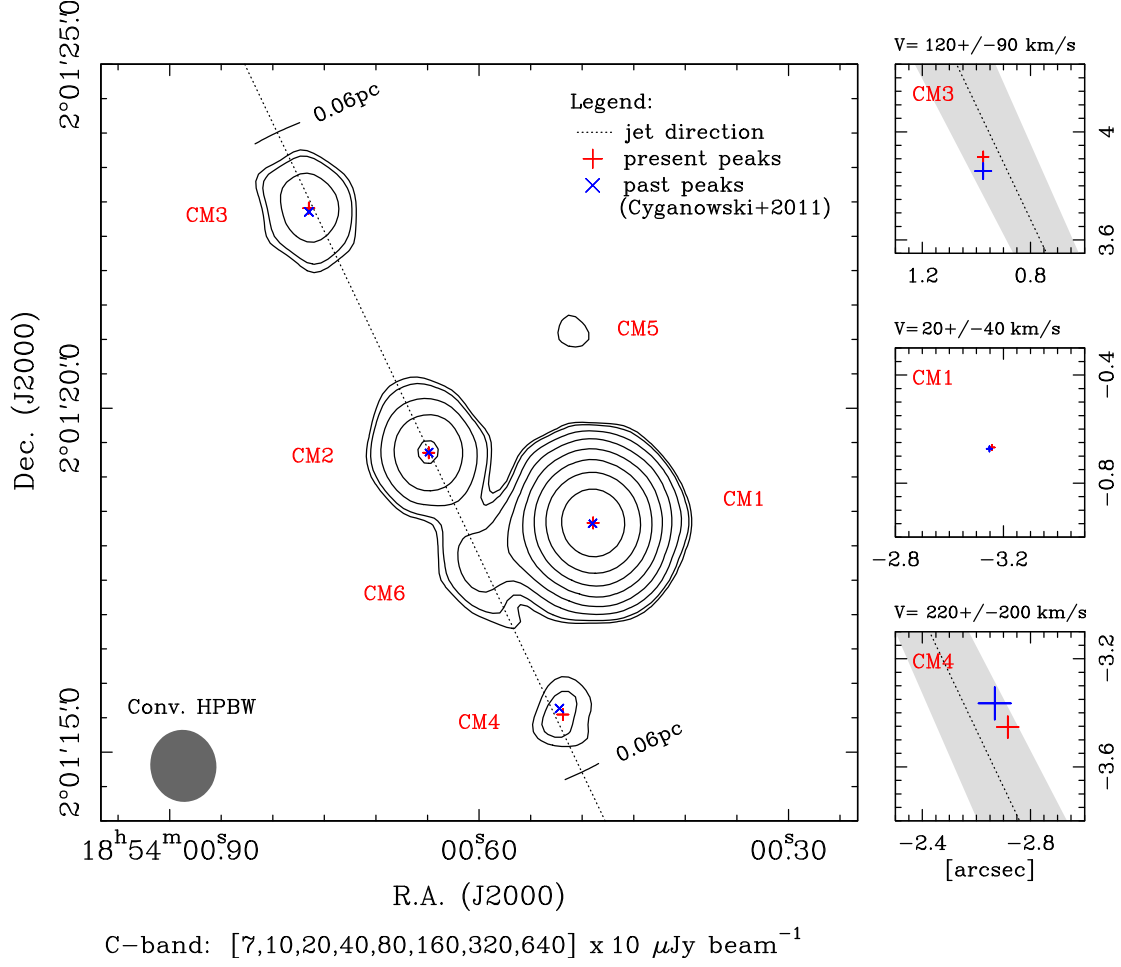 2°01'25".0
2°01'20".0
2°01'15".0
Dec. (J2000)
0.06pc
Legend:
jet direction
present peaks
past peaks
(Cyganowski+2011)
CM3
CM5
CM2
CM1
CM6
CM4
0.06pc
Conv. HPBW
18ʰ54ᵐ00ˢ.90
00ˢ.60
00ˢ.30
R.A. (J2000)
C−band: [7,10,20,40,80,160,320,640] x 10 μJy beam⁻¹
V= 120+/−90 km/s
CM3
4
3.6
1.2 0.8
V= 20+/−40 km/s
CM1
−0.4
−0.8
−2.8 −3.2
V= 220+/−200 km/s
CM4
−3.2
−3.6
−2.4 −2.8
[arcsec]